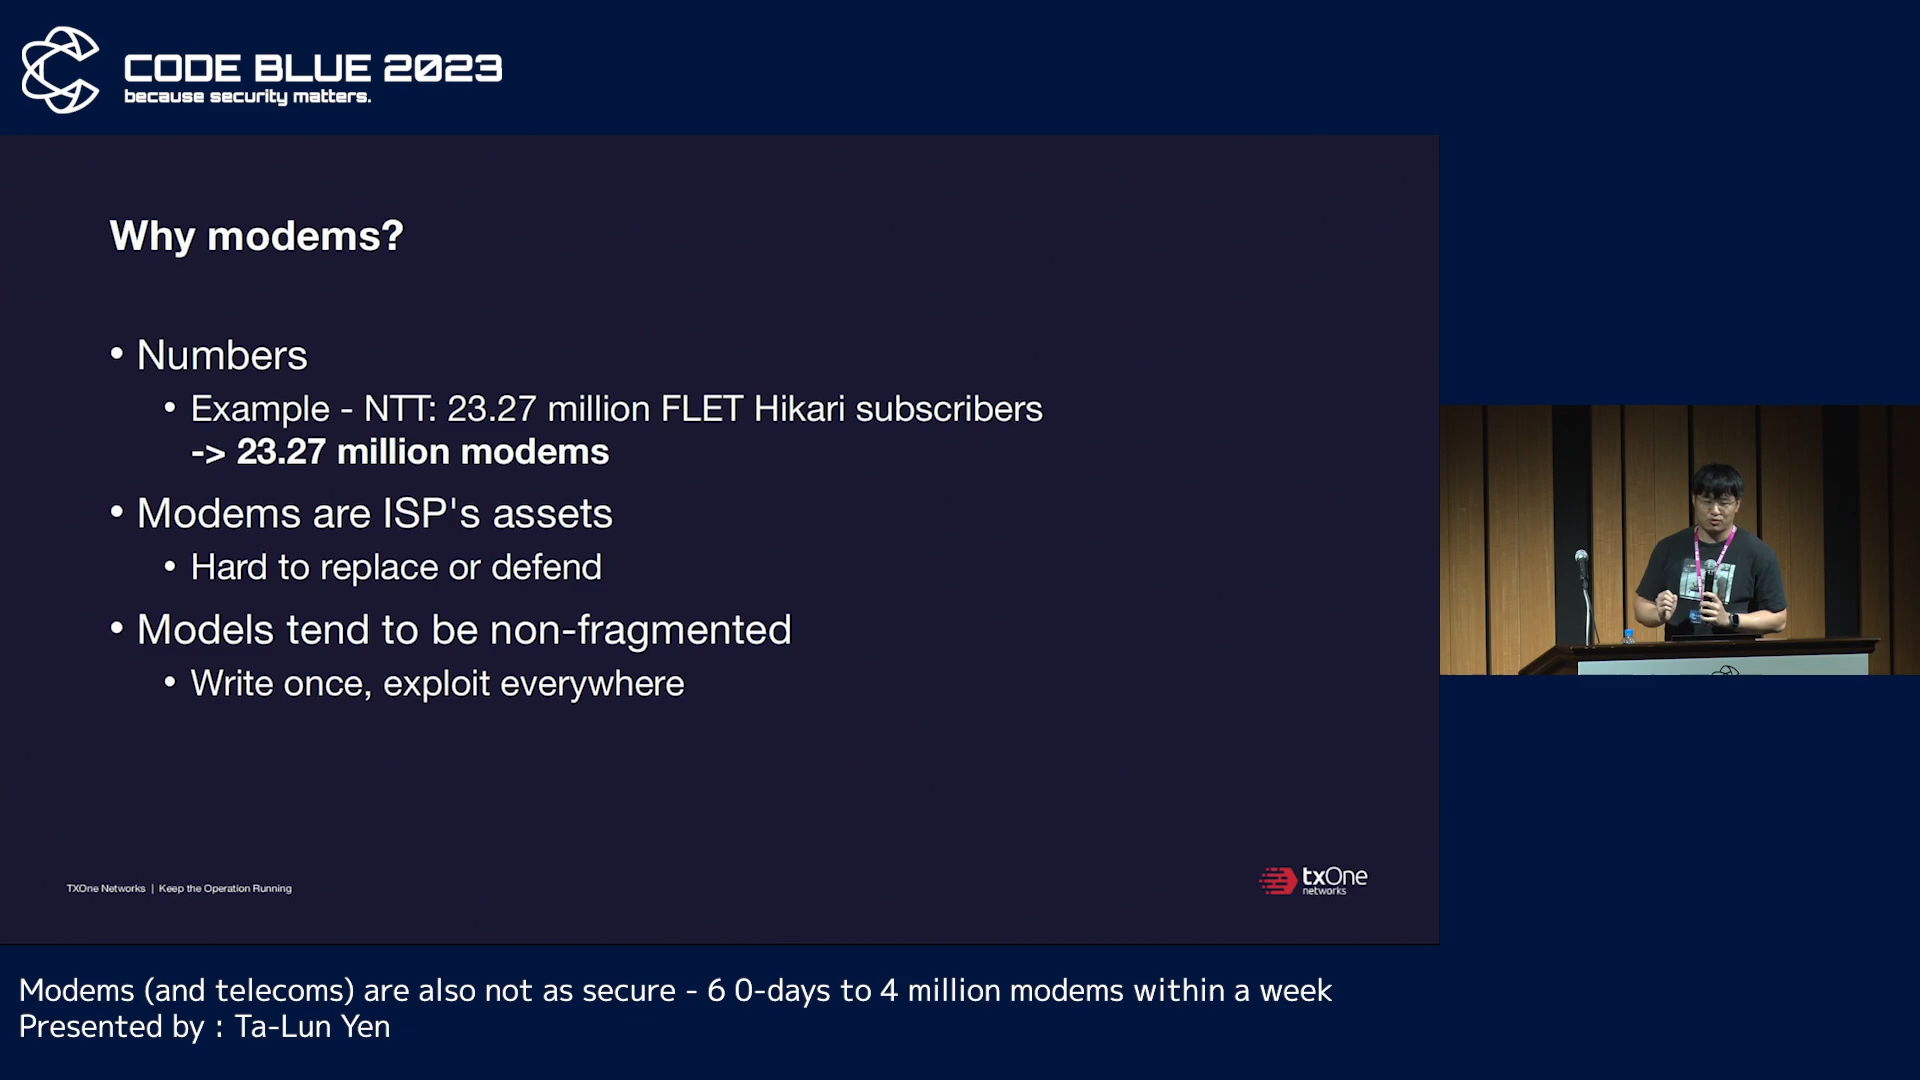 CODE BLUE 2023
because security matters.
Why modems?
• Numbers
• Example - NTT: 23.27 million FLET Hikari subscribers
-> 23.27 million modems
• Modems are ISP's assets
• Hard to replace or defend
• Models tend to be non-fragmented
• Write once, exploit everywhere
TXOne Networks | Keep the Operation Running
txOne
networks
Modems (and telecoms) are also not as secure - 6 0-days to 4 million modems within a week
Presented by : Ta-Lun Yen